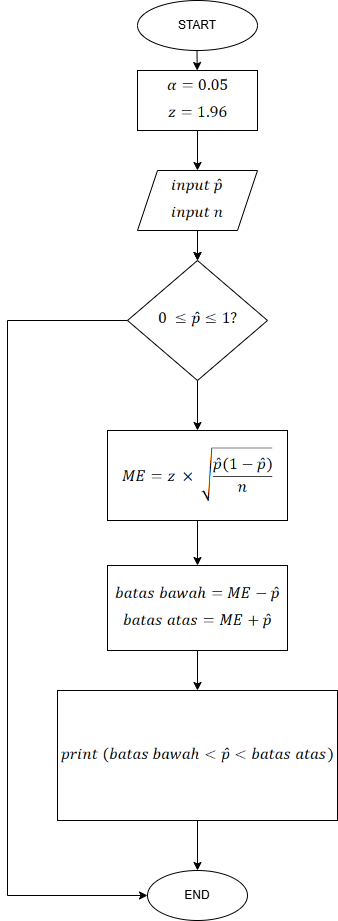 START
α = 0.05
z = 1.96
input p̂
input n
0 ≤ p̂ ≤ 1?
ME = z × √(p̂(1 − p̂)/n)
batas bawah = ME − p̂
batas atas = ME + p̂
print (batas bawah < p̂ < batas atas)
END